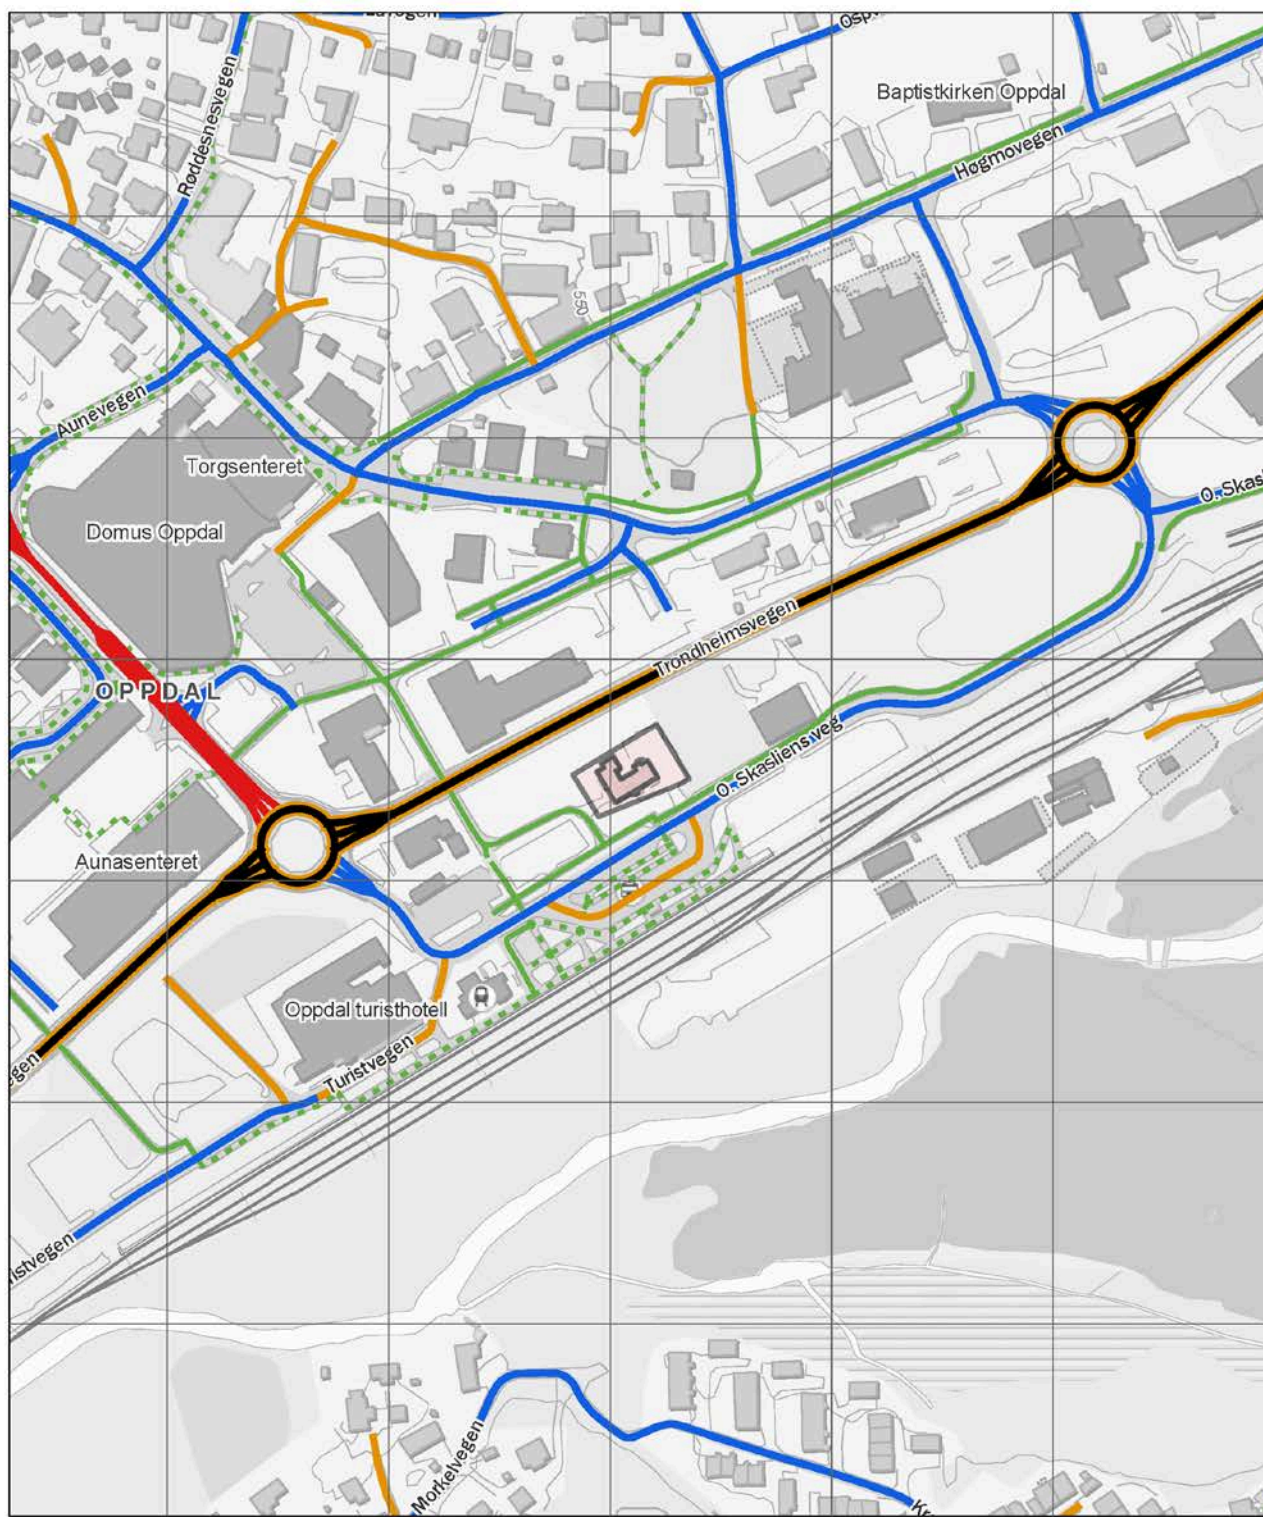 Baptistkirken Oppdal
Røddesnesvegen
Høgmovegen
550
Aunevegen
Torgsenteret
O. Skas
Domus Oppdal
Trondheimsvegen
OPPDAL
O. Skasliens veg
Aunasenteret
Oppdal turisthotell
Turistvegen
egen
istvegen
Morkelvegen